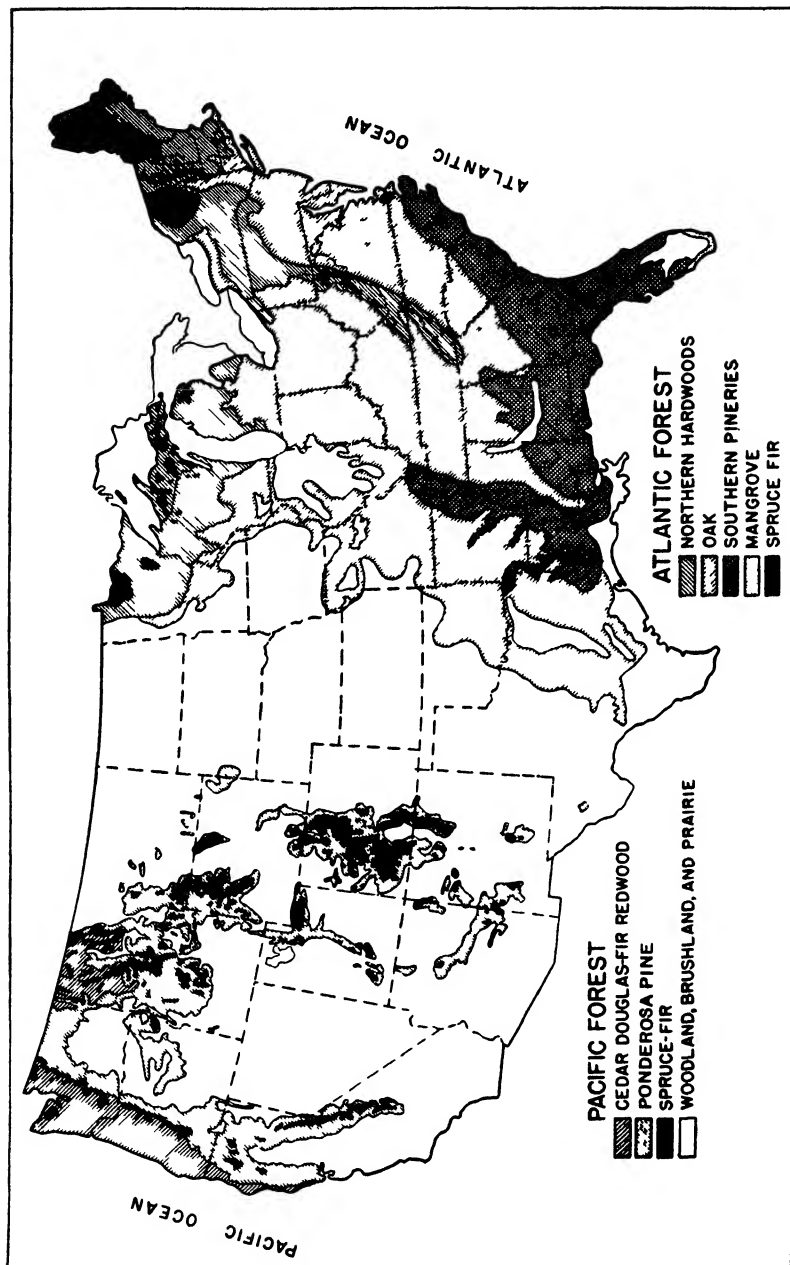 PACIFIC OCEAN
ATLANTIC OCEAN
PACIFIC FOREST
CEDAR DOUGLAS-FIR REDWOOD
PONDEROSA PINE
SPRUCE-FIR
WOODLAND, BRUSHLAND, AND PRAIRIE
ATLANTIC FOREST
NORTHERN HARDWOODS
OAK
SOUTHERN PINERIES
MANGROVE
SPRUCE FIR